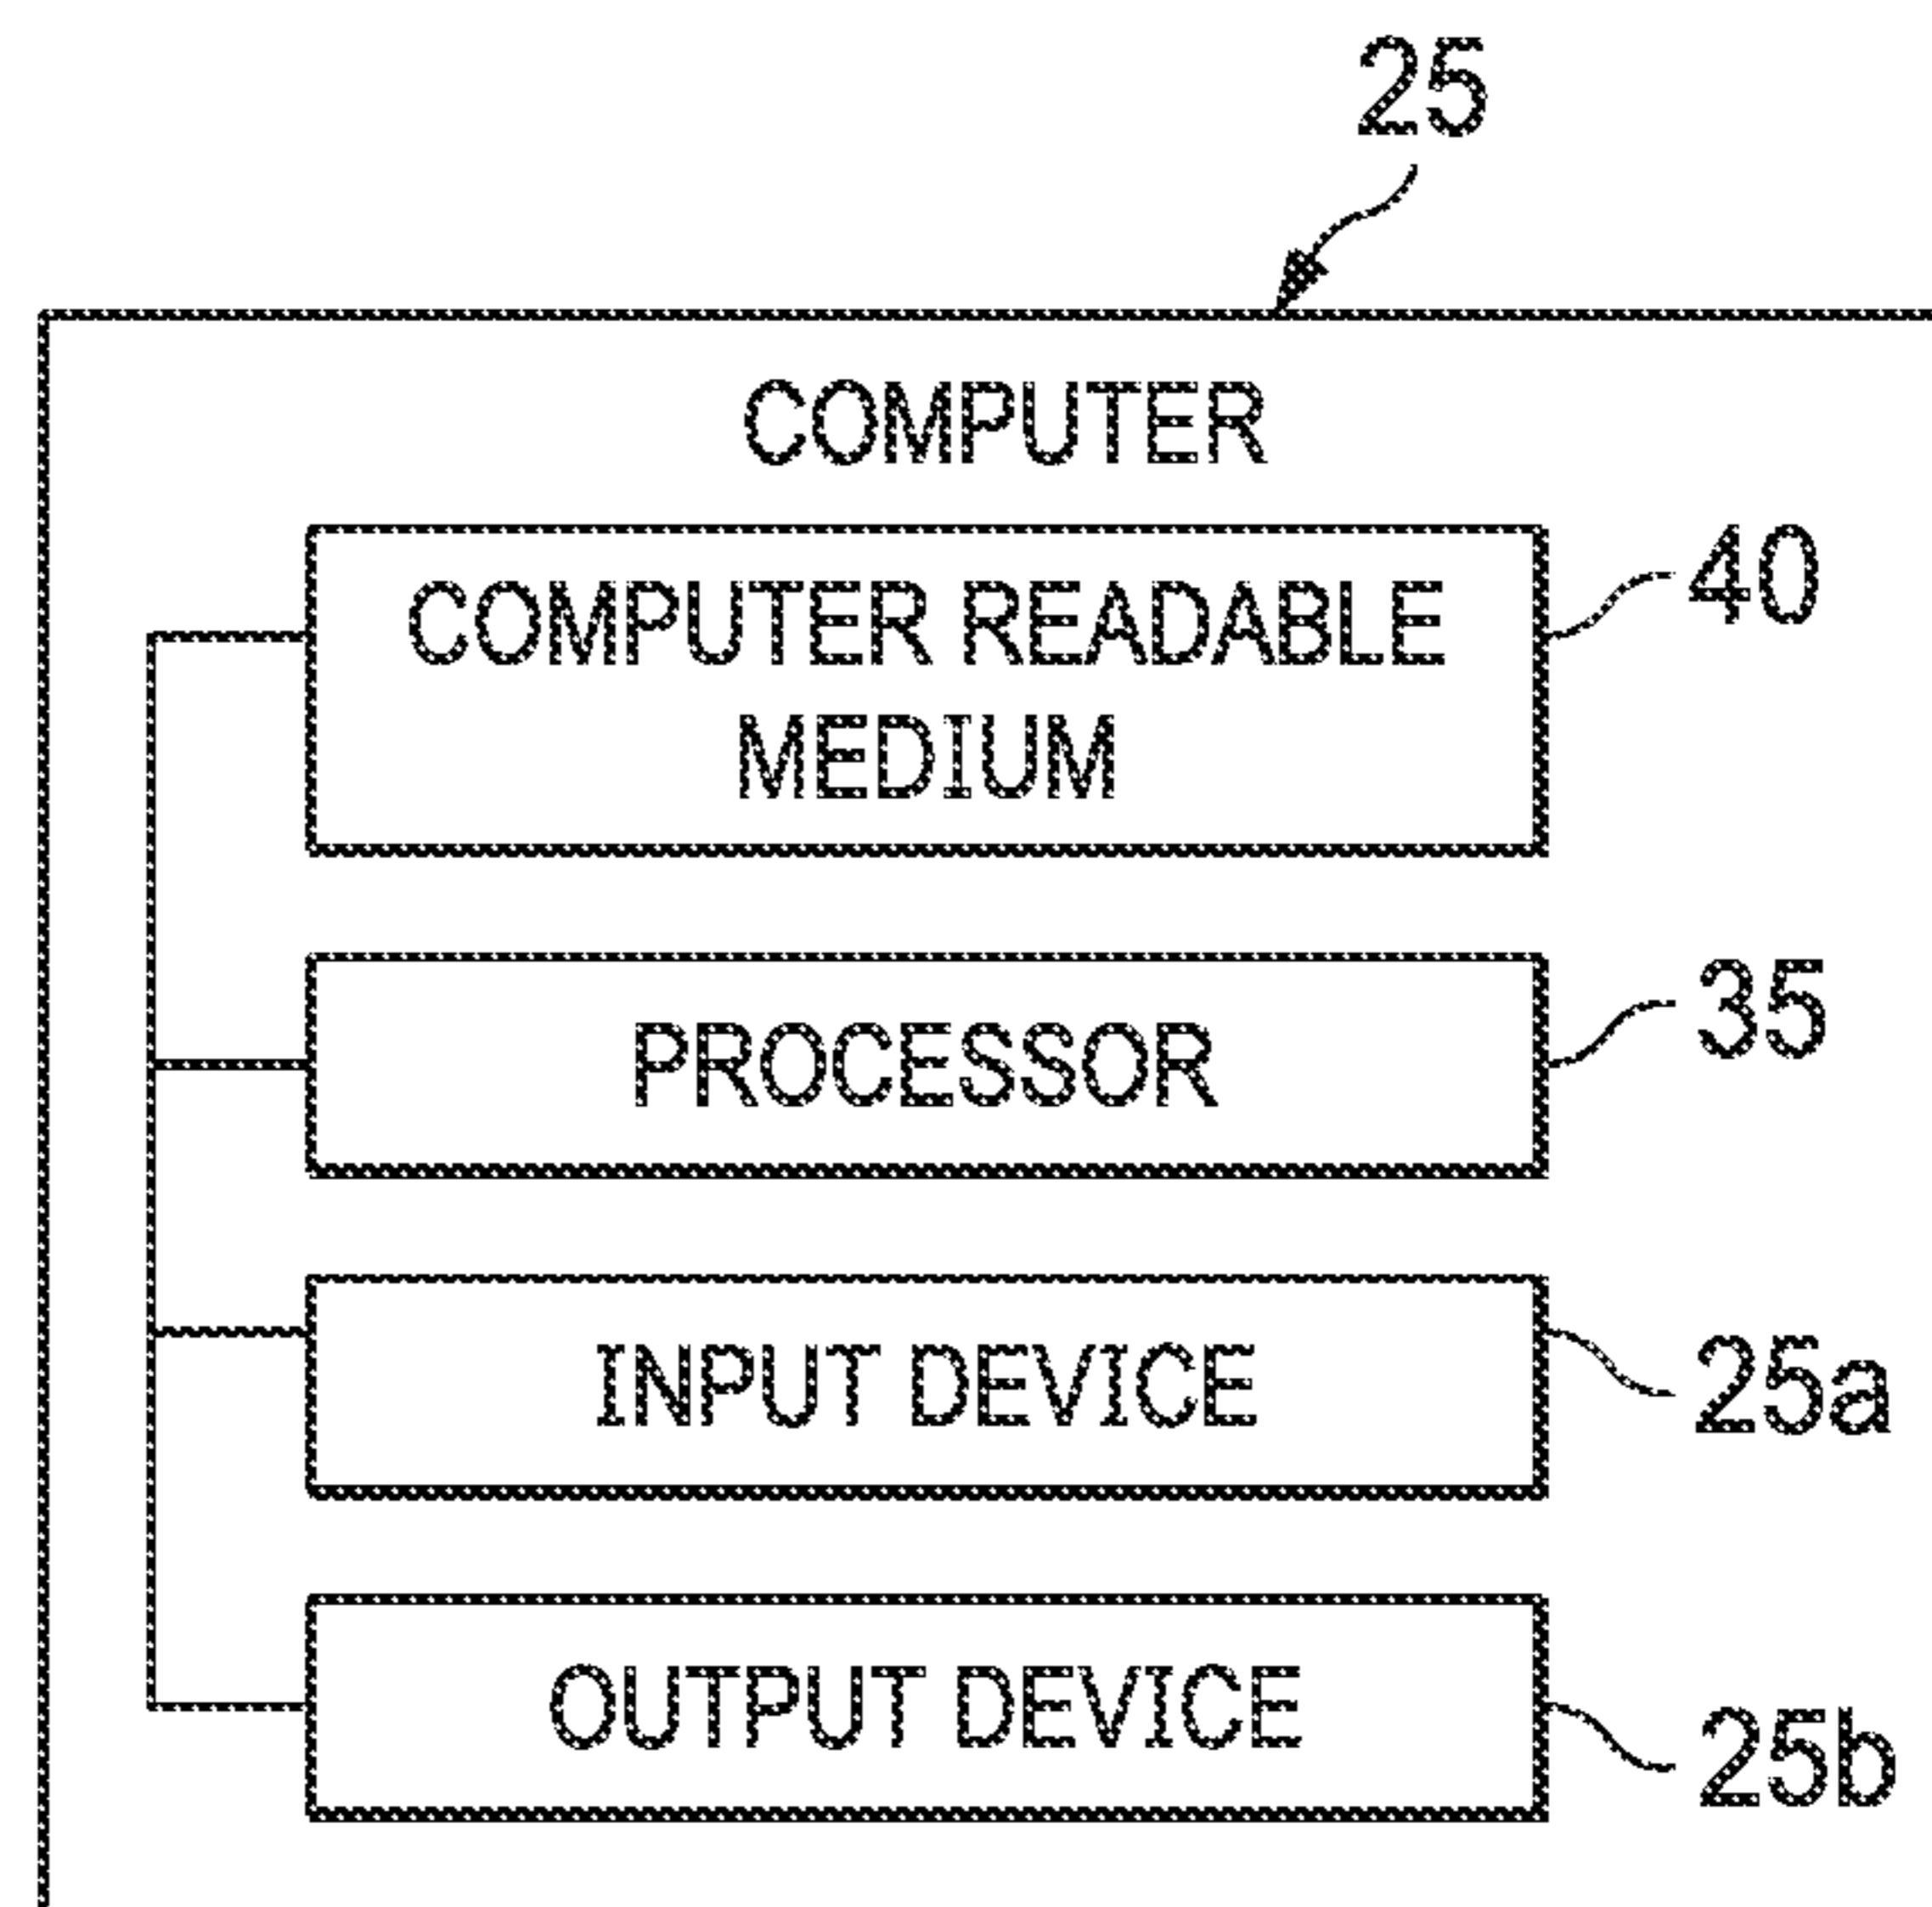 25
COMPUTER
COMPUTER READABLE
MEDIUM
40
PROCESSOR
35
INPUT DEVICE
25a
OUTPUT DEVICE
25b